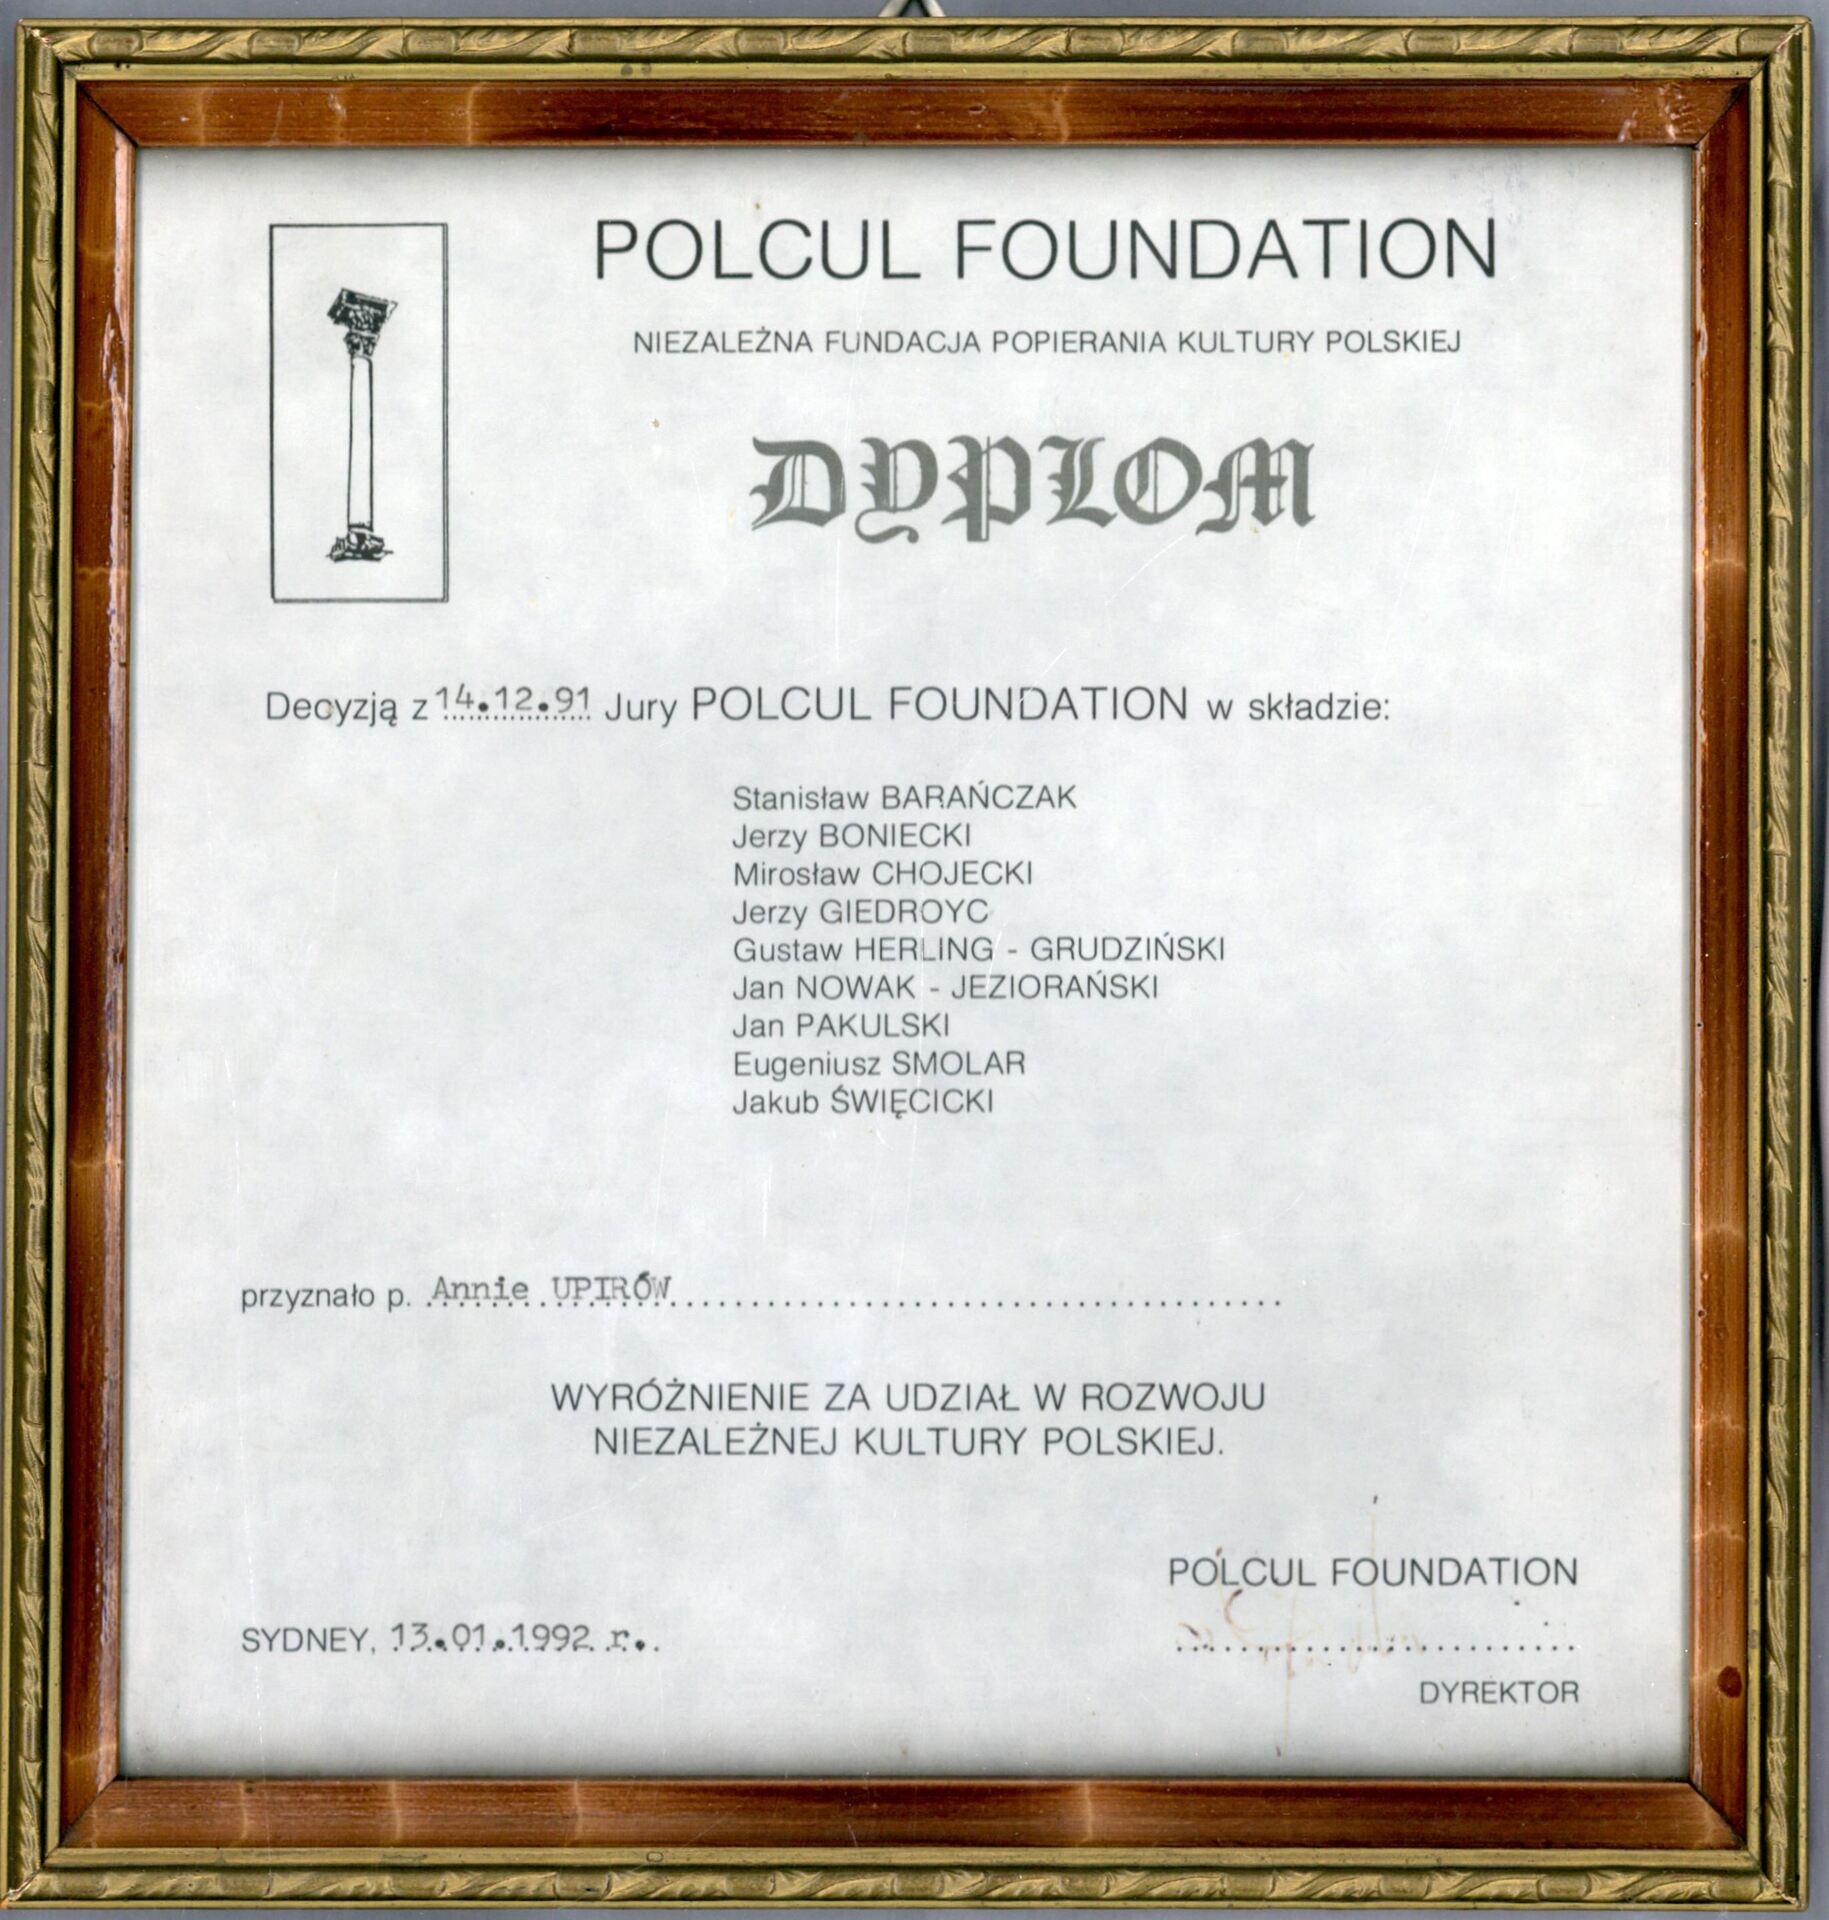 POLCUL FOUNDATION
NIEZALEŻNA FUNDACJA POPIERANIA KULTURY POLSKIEJ
DYPLOM
Decyzją z 14.12.91 Jury POLCUL FOUNDATION w składzie:
Stanisław BARAŃCZAK
Jerzy BONIECKI
Mirosław CHOJECKI
Jerzy GIEDROYC
Gustaw HERLING - GRUDZIŃSKI
Jan NOWAK - JEZIORAŃSKI
Jan PAKULSKI
Eugeniusz SMOLAR
Jakub ŚWIĘCICKI
przyznało p. Annie UPIRÓW
WYRÓŻNIENIE ZA UDZIAŁ W ROZWOJU
NIEZALEŻNEJ KULTURY POLSKIEJ.
POLCUL FOUNDATION
SYDNEY, 13.01.1992 r.
DYREKTOR